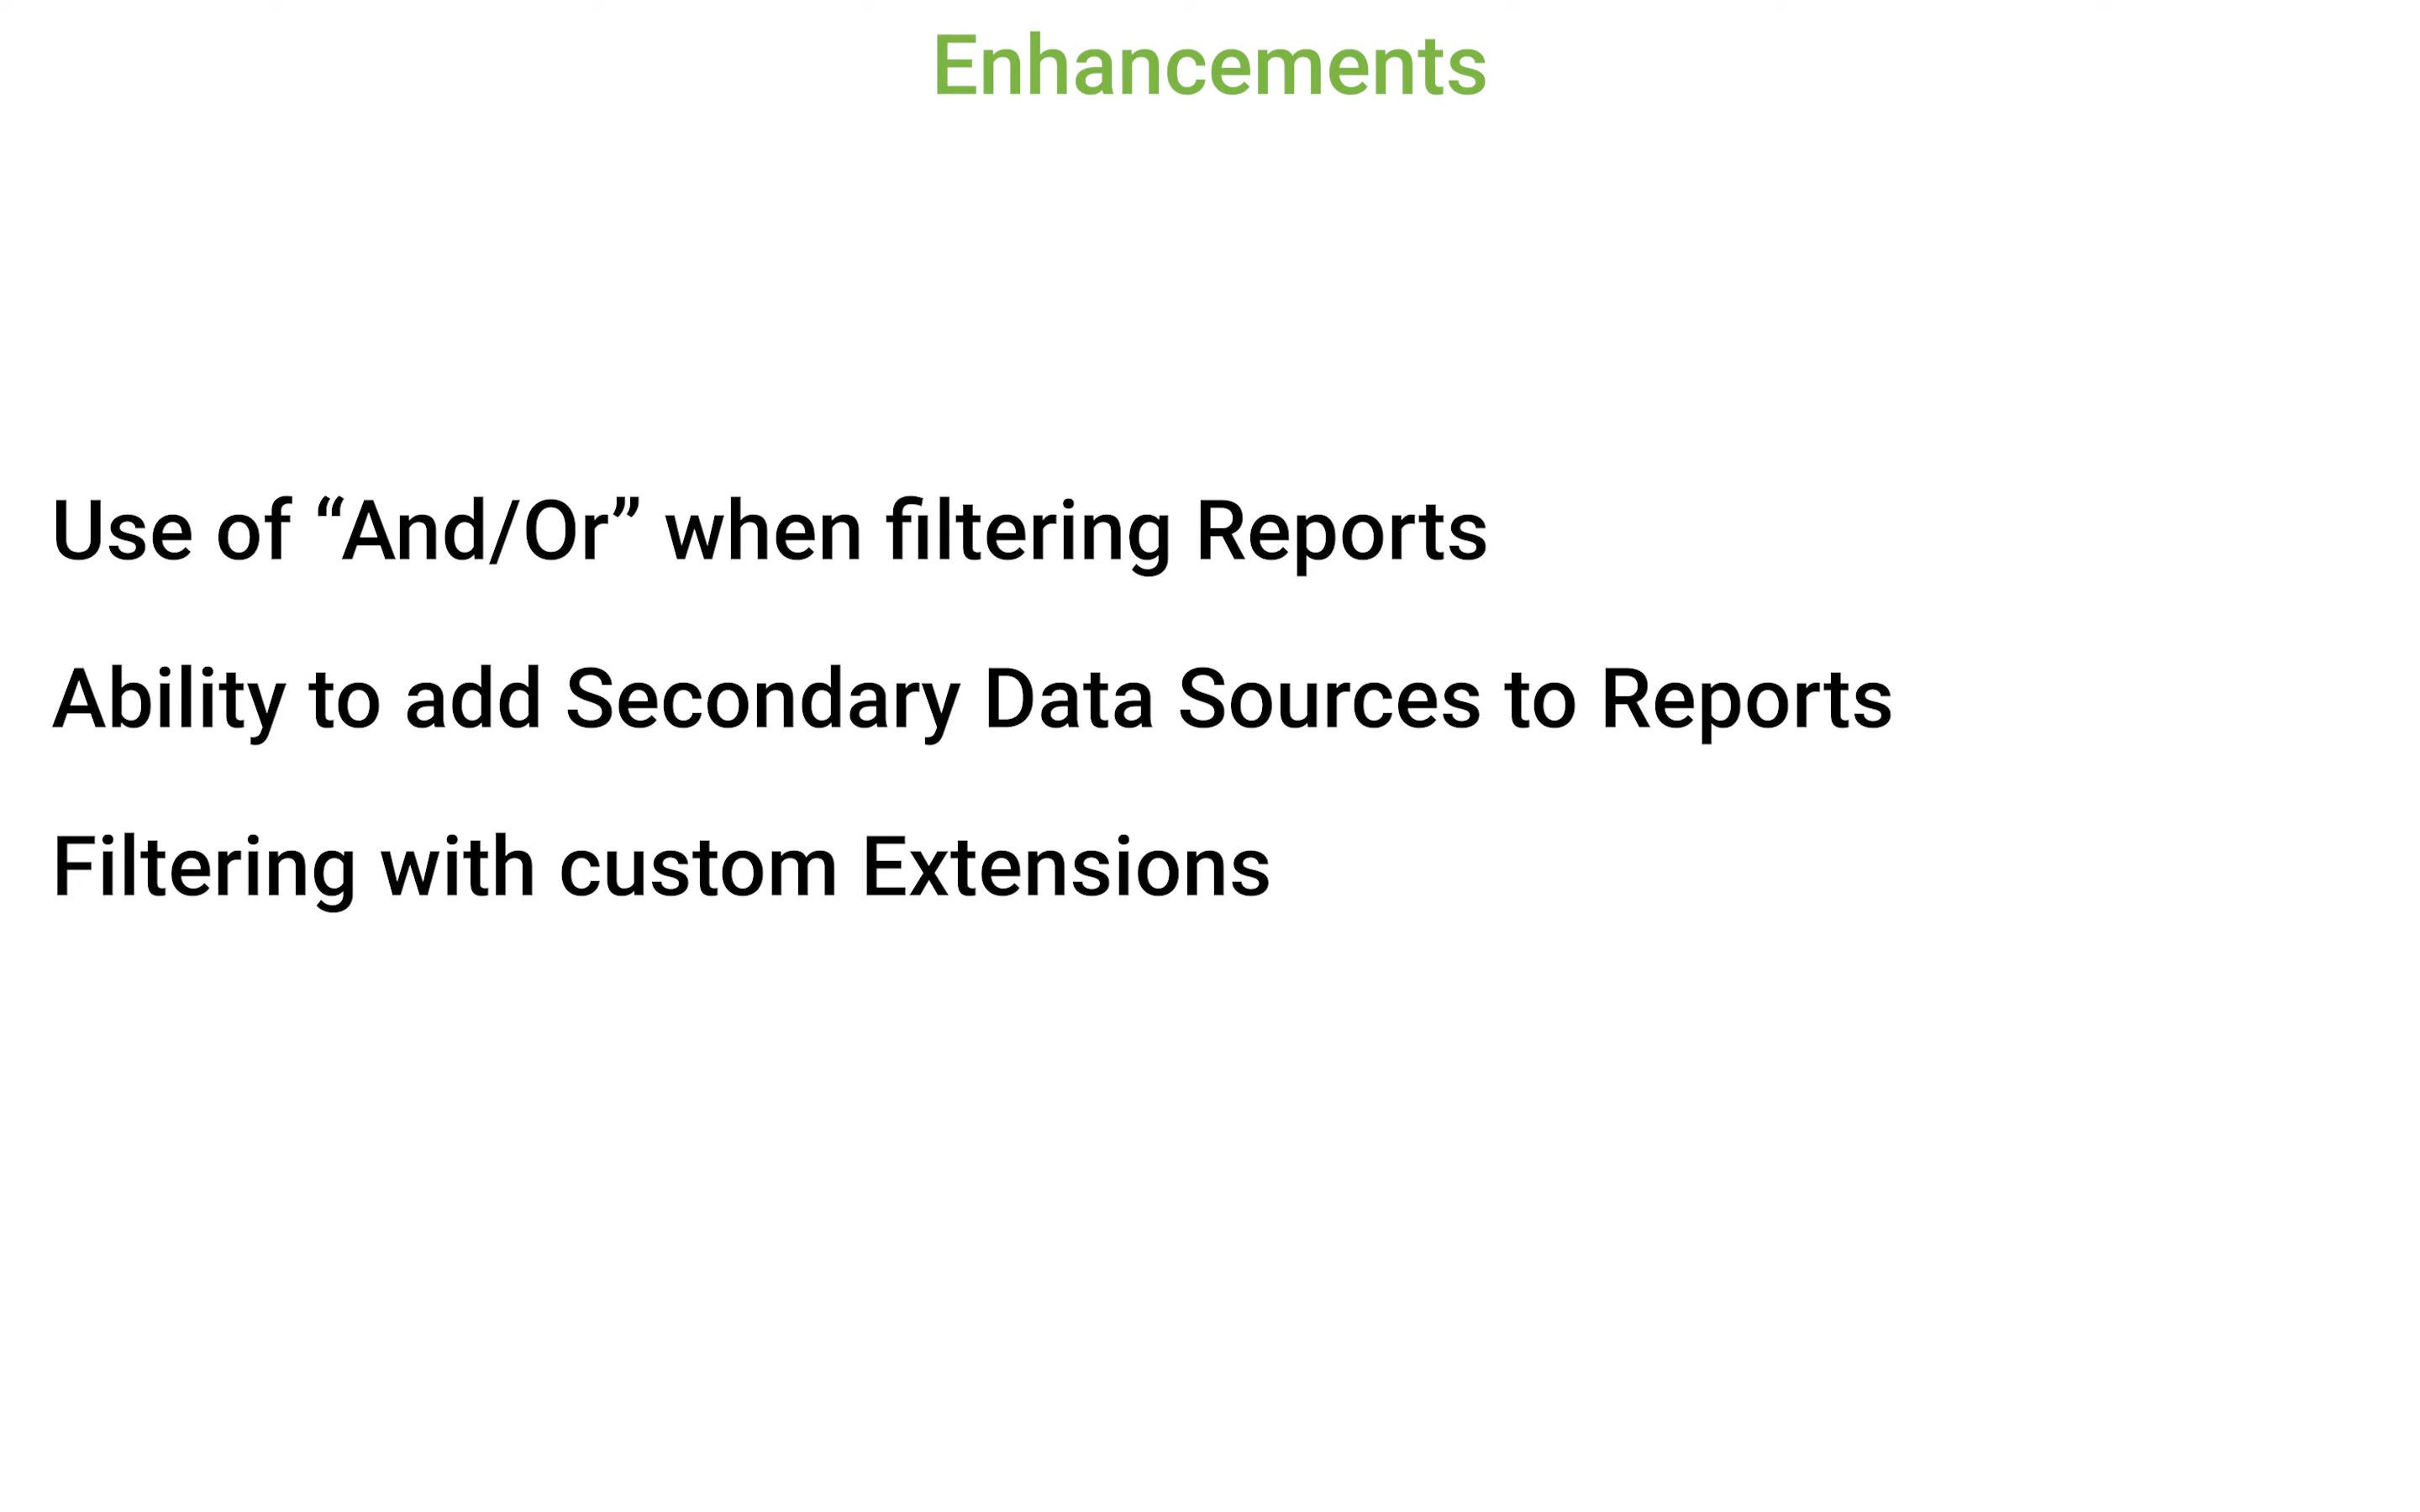 Enhancements
Use of “And/Or” when filtering Reports
Ability to add Secondary Data Sources to Reports
Filtering with custom Extensions